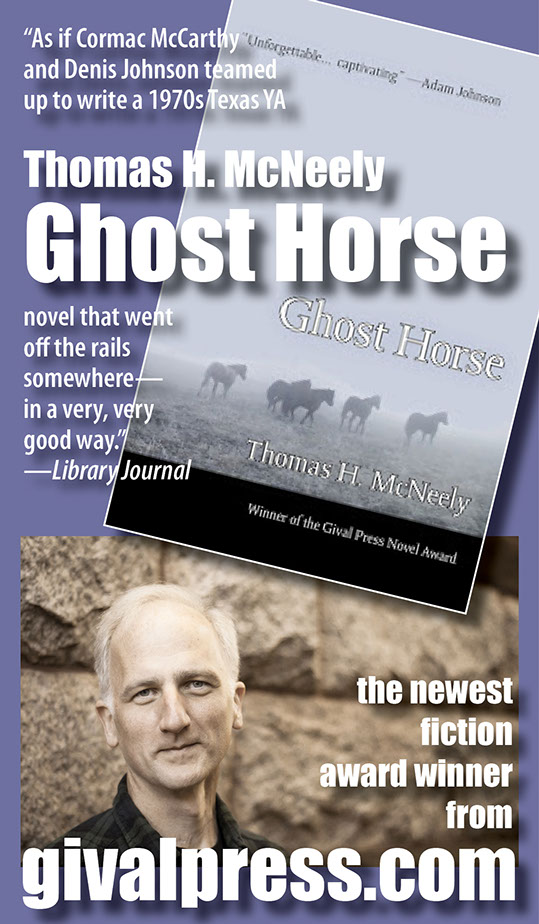 “As if Cormac McCarthy
and Denis Johnson teamed
up to write a 1970s Texas YA
"Unforgettable... captivating" —Adam Johnson
Thomas H. McNeely
Ghost Horse
novel that went
off the rails
somewhere—
in a very, very
good way.”
—Library Journal
Ghost Horse
Thomas H. McNeely
Winner of the Gival Press Novel Award
the newest
fiction
award winner
from
givalpress.com